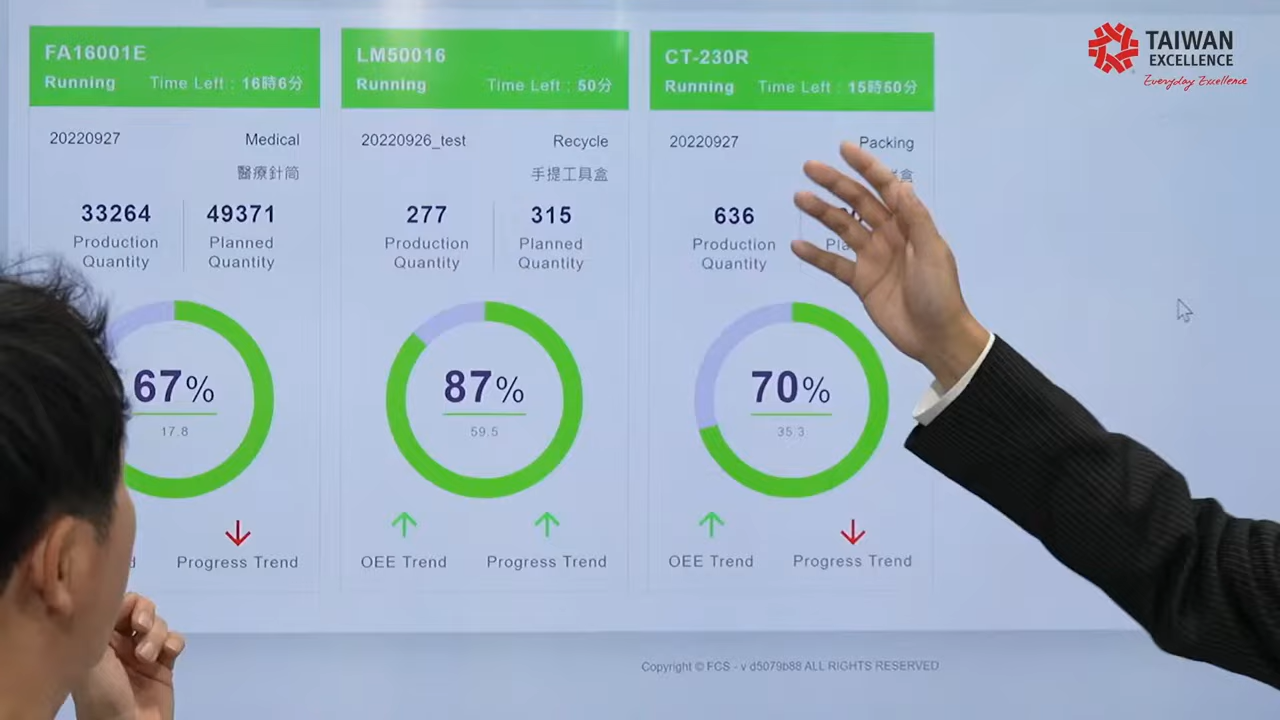 TAIWAN
EXCELLENCE
Everyday Excellence
FA16001E
Running Time Left : 16時6分
20220927 Medical
醫療針筒
33264 49371
Production Quantity
Planned Quantity
67%
17.8
Progress Trend
LM50016
Running Time Left : 50分
20220926_test Recycle
手提工具盒
277 315
Production Quantity
Planned Quantity
87%
59.5
OEE Trend Progress Trend
CT-230R
Running Time Left : 15時50分
20220927 Packing
盒
636
Production Quantity
70%
35.3
OEE Trend Progress Trend
Copyright © FCS - v d5079b88 ALL RIGHTS RESERVED